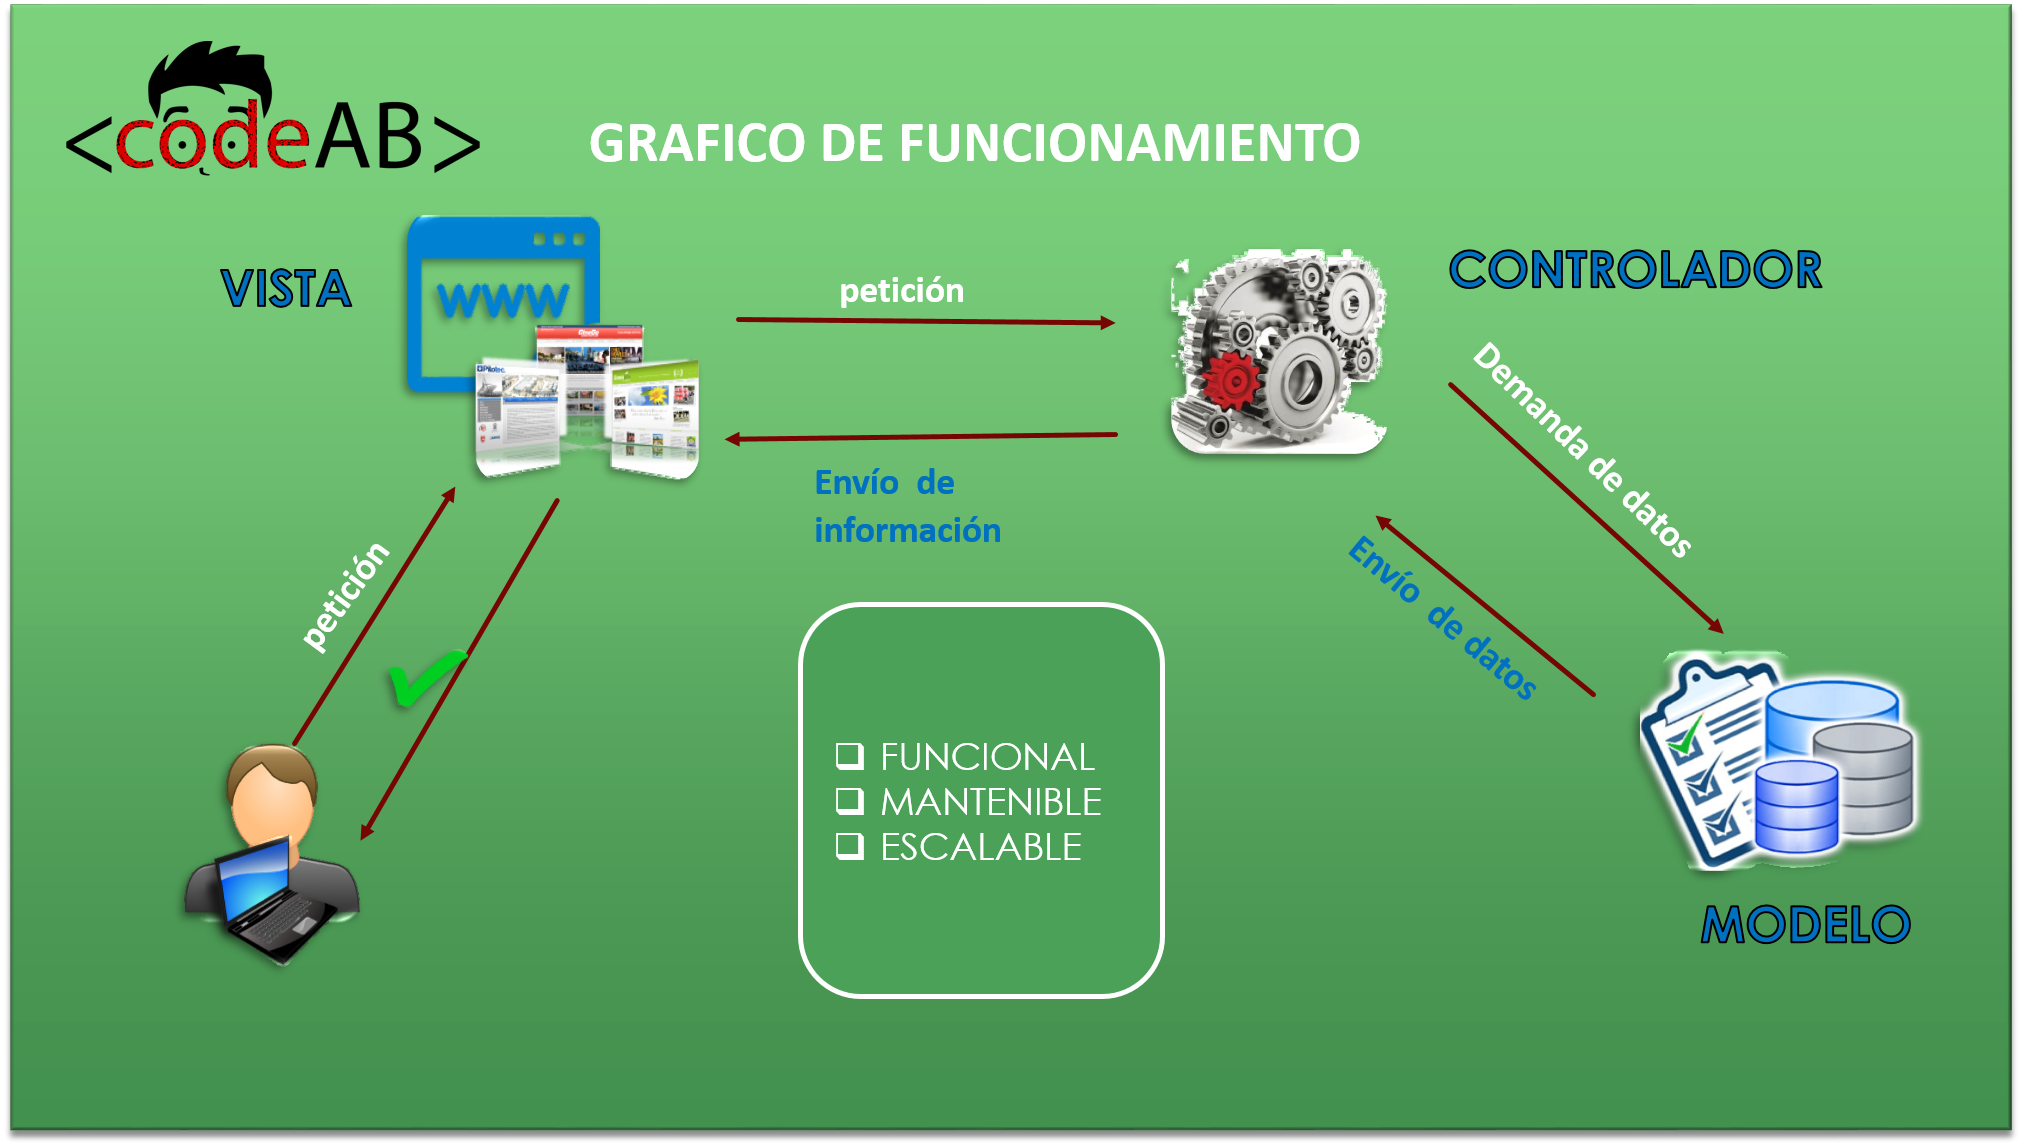 <codeAB>
GRAFICO DE FUNCIONAMIENTO
VISTA
www
Pilotec.
petición
CONTROLADOR
Demanda de datos
Envío de
información
Envío de datos
petición
FUNCIONAL
MANTENIBLE
ESCALABLE
MODELO